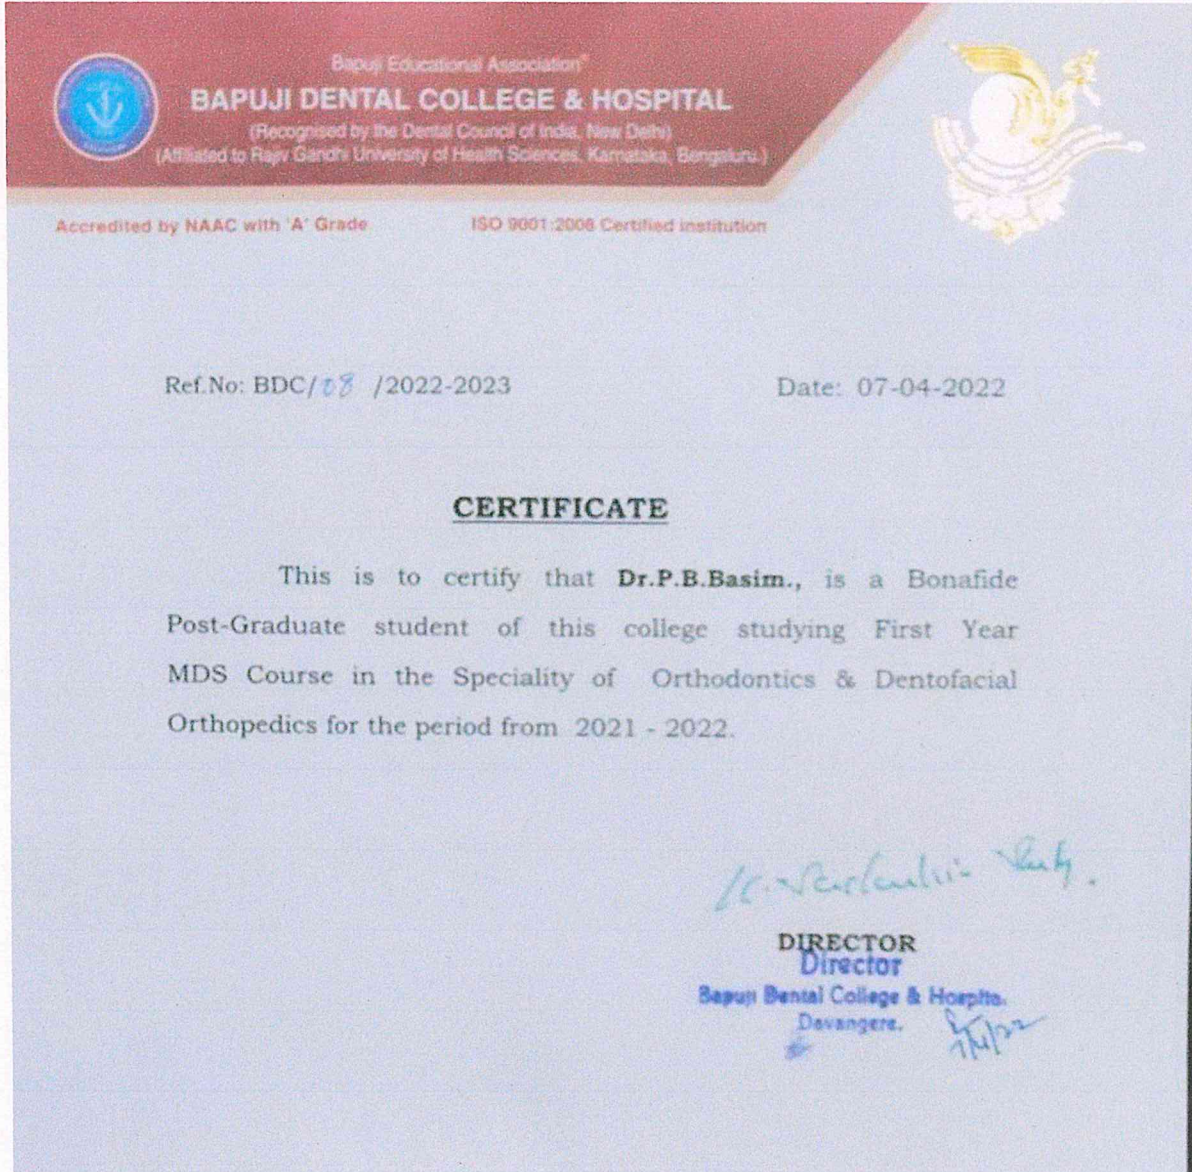 Bapuji Educational Association®
BAPUJI DENTAL COLLEGE & HOSPITAL
(Recognised by the Dental Council of India, New Delhi)
(Affiliated to Rajiv Gandhi University of Health Sciences, Karnataka, Bengaluru.)
Accredited by NAAC with 'A' Grade ISO 9001:2008 Certified institution
Ref.No: BDC/08 /2022-2023 Date: 07-04-2022
CERTIFICATE
This is to certify that Dr.P.B.Basim., is a Bonafide
Post-Graduate student of this college studying First Year
MDS Course in the Speciality of Orthodontics & Dentofacial
Orthopedics for the period from 2021 - 2022.
DIRECTOR
Director
Bapuji Dental College & Hospita.
Davangere.
7/4/22